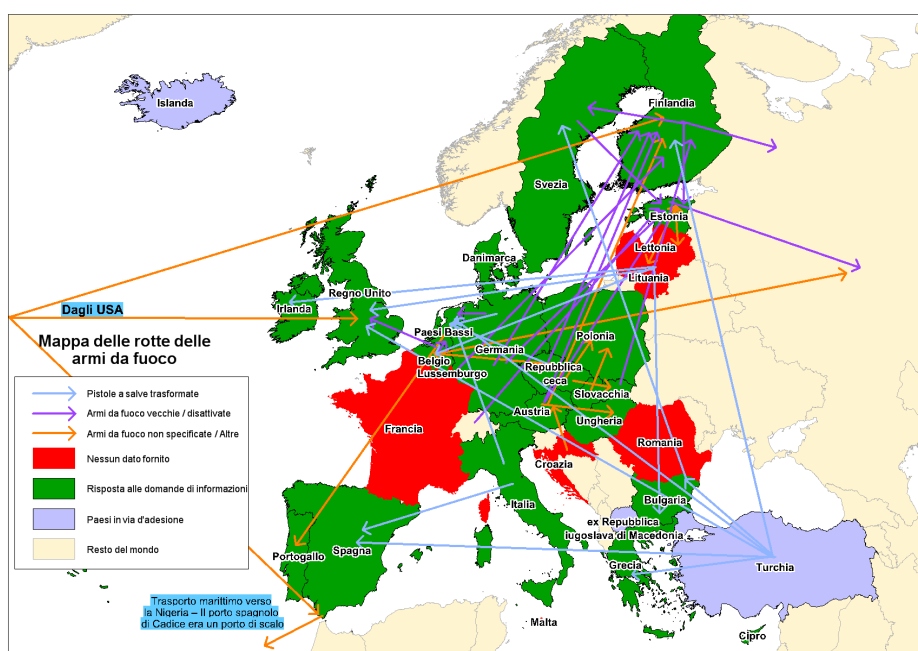 Islanda
Finlandia
Svezia
Estonia
Lettonia
Danimarca
Lituania
Regno Unito
Irlanda
Dagli USA
Paesi Bassi
Polonia
Mappa delle rotte delle
armi da fuoco
Germania
Belgio
Lussemburgo
Repubblica
ceca
Slovacchia
Pistole a salve trasformate
Armi da fuoco vecchie / disattivate
Armi da fuoco non specificate / Altre
Nessun dato fornito
Risposta alle domande di informazioni
Paesi in via d'adesione
Resto del mondo
Austria
Ungheria
Francia
Romania
Croazia
Italia
Bulgaria
ex Repubblica
iugoslava di Macedonia
Portogallo
Spagna
Grecia
Turchia
Trasporto marittimo verso
la Nigeria – Il porto spagnolo
di Cadice era un porto di scalo
Malta
Cipro